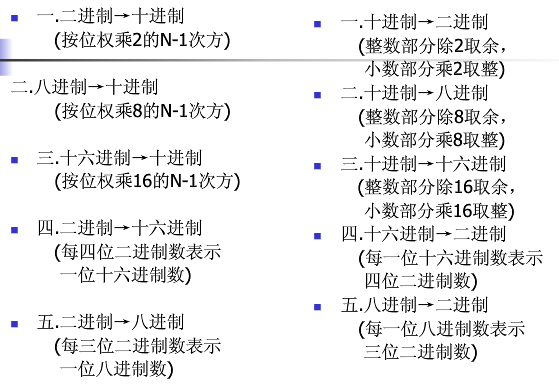 一.二进制→十进制
(按位权乘2的N-1次方)
二.八进制→十进制
(按位权乘8的N-1次方)
三.十六进制→十进制
(按位权乘16的N-1次方)
四.二进制→十六进制
(每四位二进制数表示
一位十六进制数)
五.二进制→八进制
(每三位二进制数表示
一位八进制数)
一.十进制→二进制
(整数部分除2取余，
小数部分乘2取整)
二.十进制→八进制
(整数部分除8取余，
小数部分乘8取整)
三.十进制→十六进制
(整数部分除16取余，
小数部分乘16取整)
四.十六进制→二进制
(每一位十六进制数表示
四位二进制数)
五.八进制→二进制
(每一位八进制数表示
三位二进制数)